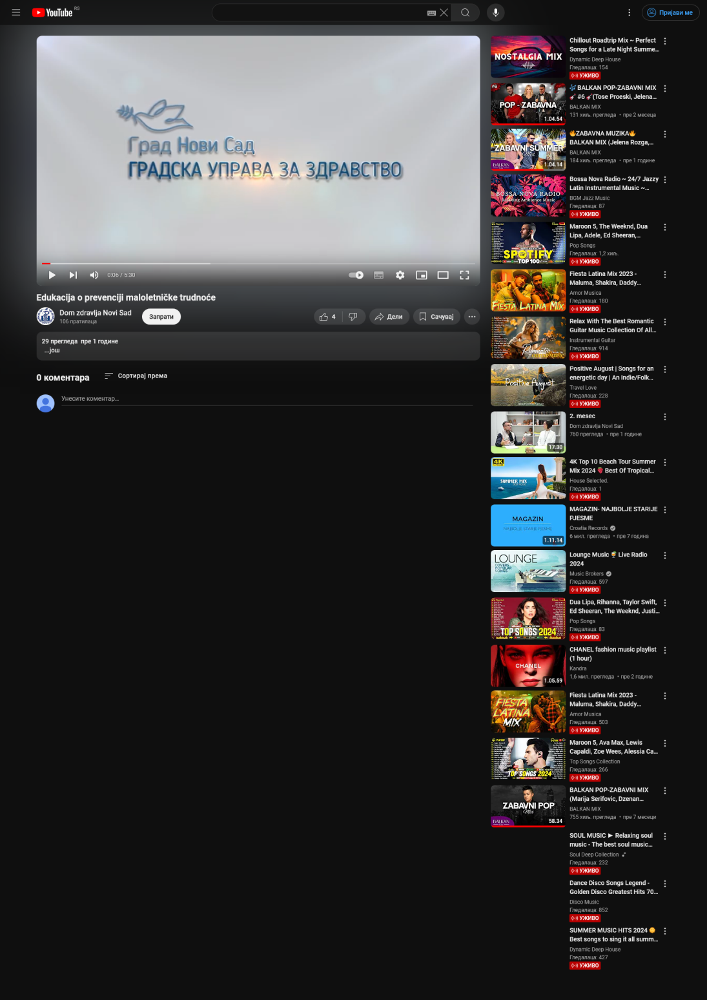 YouTube RS
Пријави ме
Град Нови Сад
ГРАДСКА УПРАВА ЗА ЗДРАВСТВО
0:06 / 5:30
Edukacija o prevenciji maloletničke trudnoće
Dom zdravlja Novi Sad
106 пратилаца
Запрати
4
Дели
Сачувај
29 прегледа пре 1 године
...још
0 коментара
Сортирај према
Унесите коментар...
NOSTALGIA MIX
Chillout Roadtrip Mix ~ Perfect
Songs for a Late Night Summe...
Dynamic Deep House
Гледалаца: 154
УЖИВО
#6
POP - ZABAVNA
1.04.54
BALKAN POP-ZABAVNI MIX
#6 (Tose Proeski, Jelena...
BALKAN MIX
131 хиљ. прегледа • пре 2 месеца
ZABAVNI SUMMER
Mix
BALKAN
1.04.14
ZABAVNA MUZIKA
BALKAN MIX (Jelena Rozga,...
BALKAN MIX
184 хиљ. прегледа • пре 1 године
BOSSA NOVA RADIO
Relaxing Ambience Music
Bossa Nova Radio ~ 24/7 Jazzy
Latin Instrumental Music ~...
BGM Jazz Music
Гледалаца: 87
УЖИВО
SPOTIFY
TOP 100
Maroon 5, The Weeknd, Dua
Lipa, Adele, Ed Sheeran,...
Pop Songs
Гледалаца: 1,2 хиљ.
УЖИВО
FIESTA LATINA MIX
Fiesta Latina Mix 2023 -
Maluma, Shakira, Daddy...
Amor Musica
Гледалаца: 180
УЖИВО
Romantic
GUITAR MUSIC
Relax With The Best Romantic
Guitar Music Collection Of All...
Instrumental Guitar
Гледалаца: 914
УЖИВО
Positive August
Positive August | Songs for an
energetic day | An Indie/Folk...
Travel Love
Гледалаца: 228
УЖИВО
17.30
2. mesec
Dom zdravlja Novi Sad
760 прегледа • пре 1 године
4K
SUMMER MIX
4K Top 10 Beach Tour Summer
Mix 2024 Best Of Tropical...
House Selected.
Гледалаца: 1
УЖИВО
MAGAZIN
NAJBOLJE STARIJE PJESME
1.11.14
MAGAZIN- NAJBOLJE STARIJE
PJESME
Croatia Records
6 мил. прегледа • пре 7 година
LOUNGE
COVERS
POPULAR
SONGS
Lounge Music Live Radio
2024
Music Brokers
Гледалаца: 597
УЖИВО
TOP SONGS 2024
Dua Lipa, Rihanna, Taylor Swift,
Ed Sheeran, The Weeknd, Justi...
Pop Songs
Гледалаца: 83
УЖИВО
CHANEL
1.05.59
CHANEL fashion music playlist
(1 hour)
Kandra
1,6 мил. прегледа • пре 2 године
FIESTA
LATINA
MIX
Fiesta Latina Mix 2023 -
Maluma, Shakira, Daddy...
Amor Musica
Гледалаца: 503
УЖИВО
TOP SONGS 2024
Maroon 5, Ava Max, Lewis
Capaldi, Zoe Wees, Alessia Ca...
Top Songs Collection
Гледалаца: 266
УЖИВО
ZABAVNI POP
Mix
BALKAN
58.34
BALKAN POP-ZABAVNI MIX
(Marija Serifovic, Dzenan...
BALKAN MIX
755 хиљ. прегледа • пре 7 месеци
SOUL MUSIC ► Relaxing soul
music - The best soul music...
Soul Deep Collection
Гледалаца: 232
УЖИВО
Dance Disco Songs Legend -
Golden Disco Greatest Hits 70...
Disco Music
Гледалаца: 852
УЖИВО
SUMMER MUSIC HITS 2024
Best songs to sing it all summ...
Dynamic Deep House
Гледалаца: 427
УЖИВО